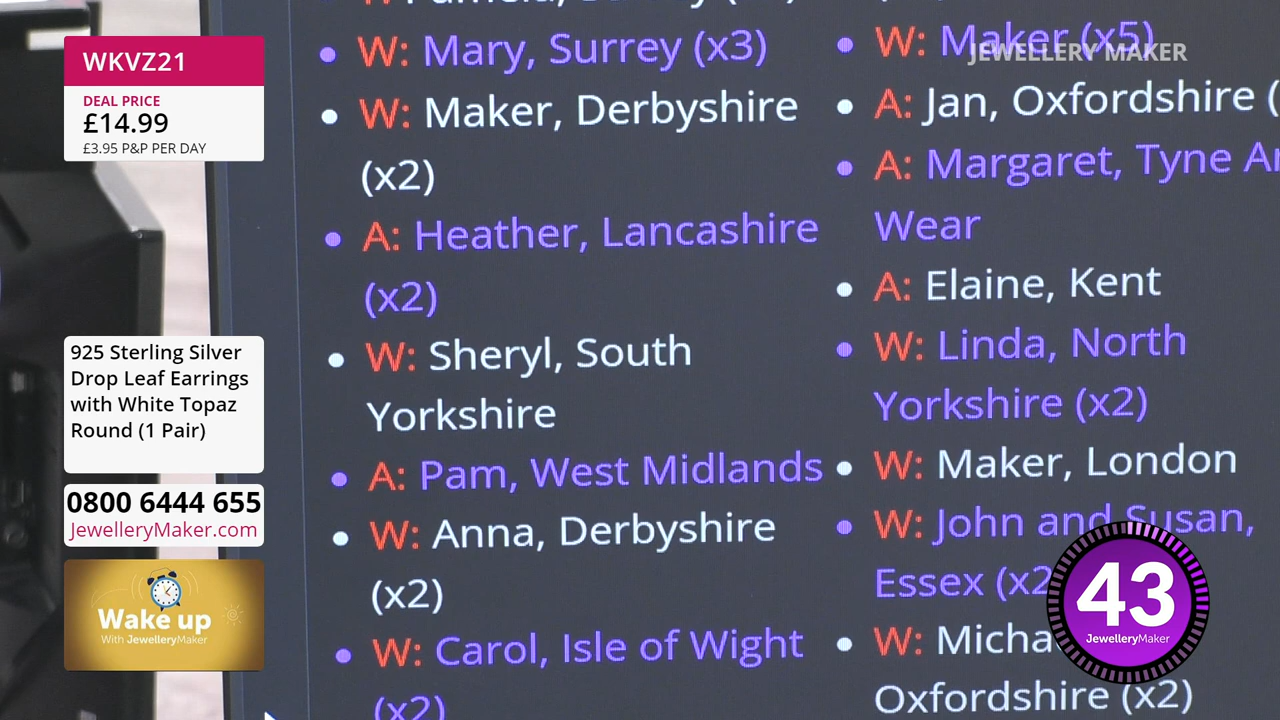 WKVZ21
DEAL PRICE
£14.99
£3.95 P&P PER DAY
925 Sterling Silver
Drop Leaf Earrings
with White Topaz
Round (1 Pair)
0800 6444 655
JewelleryMaker.com
Wake up
With JewelleryMaker
W: Mary, Surrey (x3)
W: Maker, Derbyshire
(x2)
A: Heather, Lancashire
(x2)
W: Sheryl, South
Yorkshire
A: Pam, West Midlands
W: Anna, Derbyshire
(x2)
W: Carol, Isle of Wight
(x2)
JEWELLERY MAKER
W: Maker (x5)
A: Jan, Oxfordshire (
A: Margaret, Tyne
Wear
A: Elaine, Kent
W: Linda, North
Yorkshire (x2)
W: Maker, London
W: John and Susan,
Essex (x2
W:
Oxfordshire (x2)
43
JewelleryMaker